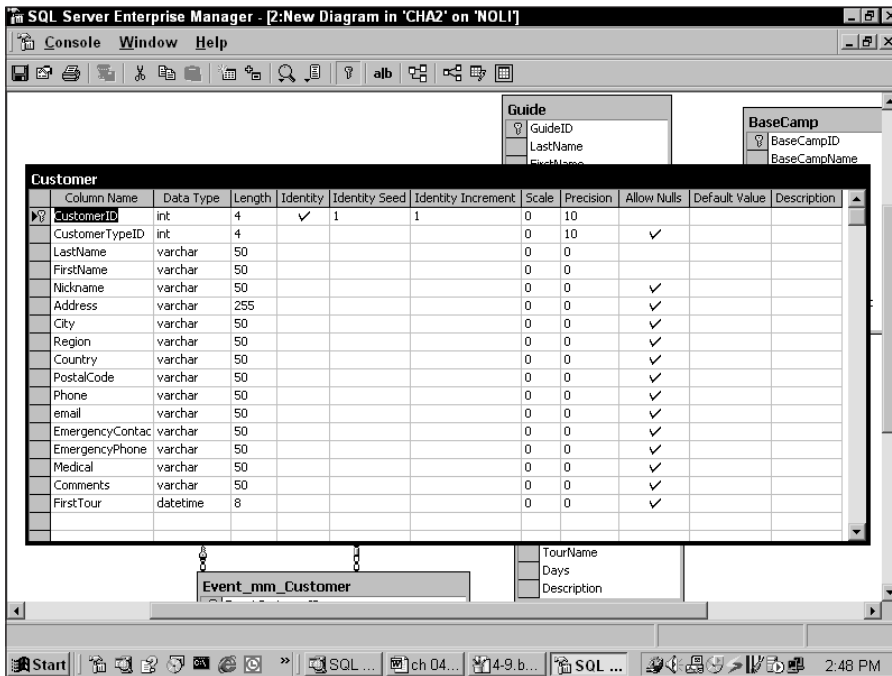 SQL Server Enterprise Manager - [2:New Diagram in 'CHA2' on 'NOLI']
Console Window Help
alb
Guide
GuideID
LastName
BaseCamp
BaseCampID
BaseCampName
Customer
Column Name Data Type Length Identity Identity Seed Identity Increment Scale Precision Allow Nulls Default Value Description
CustomerID int 4 ✓ 1 1 0 10
CustomerTypeID int 4 0 10 ✓
LastName varchar 50 0 0
FirstName varchar 50 0 0
Nickname varchar 50 0 0 ✓
Address varchar 255 0 0 ✓
City varchar 50 0 0 ✓
Region varchar 50 0 0 ✓
Country varchar 50 0 0 ✓
PostalCode varchar 50 0 0 ✓
Phone varchar 50 0 0 ✓
email varchar 50 0 0 ✓
EmergencyContac varchar 50 0 0 ✓
EmergencyPhone varchar 50 0 0 ✓
Medical varchar 50 0 0 ✓
Comments varchar 50 0 0 ✓
FirstTour datetime 8 0 0 ✓
TourName
Days
Description
Event_mm_Customer
Start SQL ... ch 04... 4-9.b... SQL ... 2:48 PM